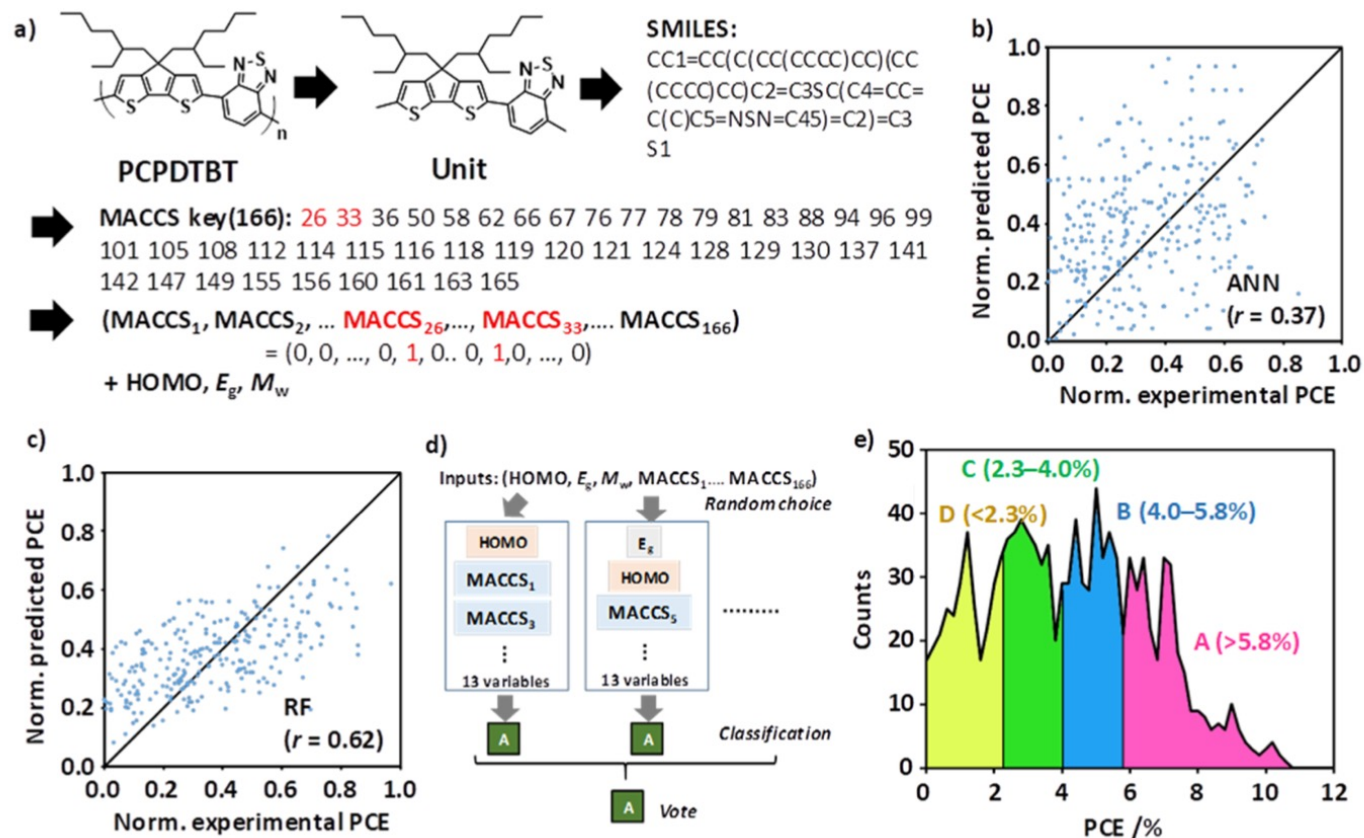 a)
N
S
N
S
S
n
PCPDTBT
N
S
N
S
S
Unit
SMILES:
CC1=CC(C(CC(CCCC)CC)(CC
(CCCC)CC)C2=C3SC(C4=CC=
C(C)C5=NSN=C45)=C2)=C3
S1
MACCS key(166): 26 33 36 50 58 62 66 67 76 77 78 79 81 83 88 94 96 99
101 105 108 112 114 115 116 118 119 120 121 124 128 129 130 137 141
142 147 149 155 156 160 161 163 165
(MACCS1, MACCS2, ... MACCS26,..., MACCS33,.... MACCS166)
= (0, 0, ..., 0, 1, 0.. 0, 1,0, ..., 0)
+ HOMO, Eg, Mw
b)
Norm. predicted PCE
1.0
0.8
0.6
0.4
0.2
0.0
ANN
(r = 0.37)
0.0 0.2 0.4 0.6 0.8 1.0
Norm. experimental PCE
c)
Norm. predicted PCE
1.0
0.8
0.6
0.4
0.2
0.0
RF
(r = 0.62)
0.0 0.2 0.4 0.6 0.8 1.0
Norm. experimental PCE
d)
Inputs: (HOMO, Eg, Mw, MACCS1.... MACCS166)
Random choice
HOMO
MACCS1
MACCS3
⋮
13 variables
A
Eg
HOMO
MACCS5
⋮
13 variables
A
.........
Classification
A
Vote
e)
Counts
50
40
30
20
10
0
C (2.3–4.0%)
D (<2.3%)
B (4.0–5.8%)
A (>5.8%)
0 2 4 6 8 10 12
PCE /%